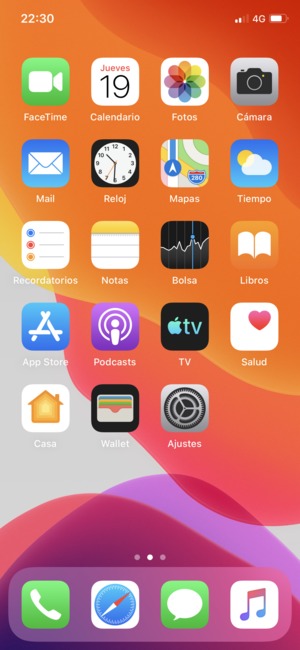 22:30
4G
Jueves
19
FaceTime
Calendario
Fotos
Cámara
12
280
Mail
Reloj
Mapas
Tiempo
Recordatorios
Notas
Bolsa
Libros
tv
App Store
Podcasts
TV
Salud
Casa
Wallet
Ajustes